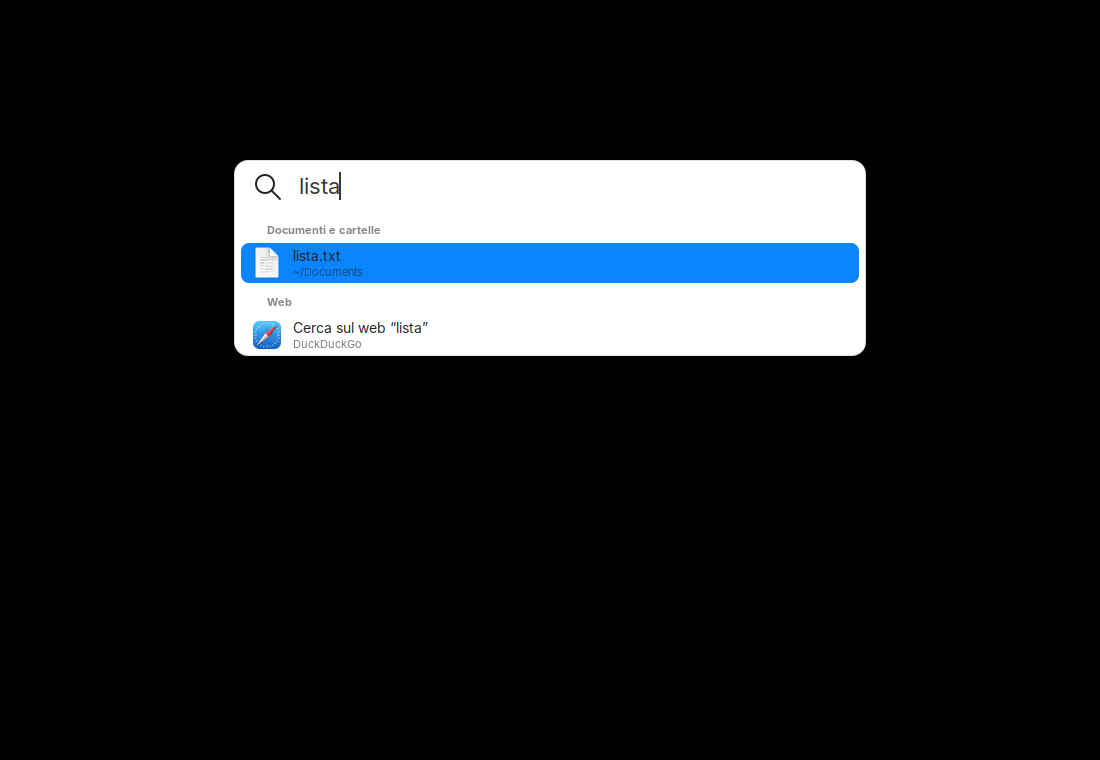 lista
Documenti e cartelle
lista.txt
~/Documents
Web
Cerca sul web “lista”
DuckDuckGo